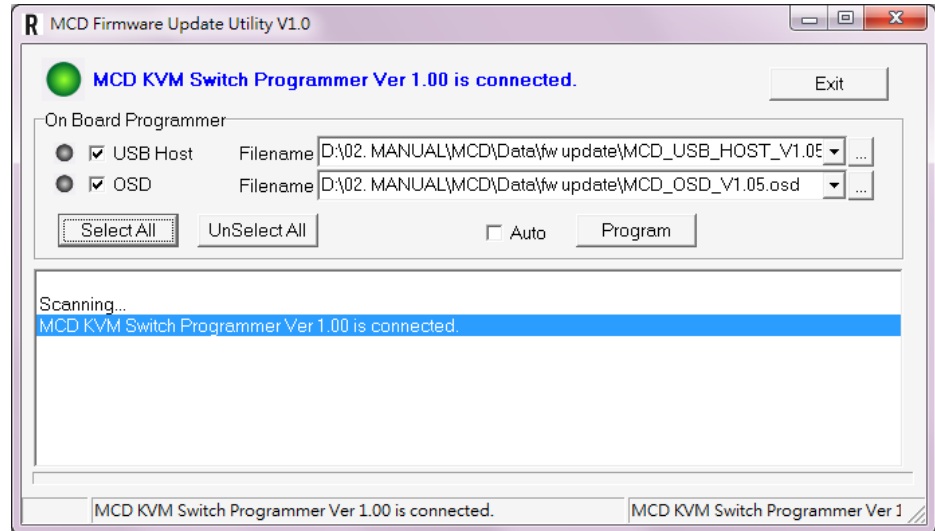 R MCD Firmware Update Utility V1.0
MCD KVM Switch Programmer Ver 1.00 is connected.
Exit
On Board Programmer
USB Host Filename D:\02. MANUAL\MCD\Data\fw update\MCD_USB_HOST_V1.05 ...
OSD Filename D:\02. MANUAL\MCD\Data\fw update\MCD_OSD_V1.05.osd ...
Select All UnSelect All Auto Program
Scanning...
MCD KVM Switch Programmer Ver 1.00 is connected.
MCD KVM Switch Programmer Ver 1.00 is connected. MCD KVM Switch Programmer Ver 1